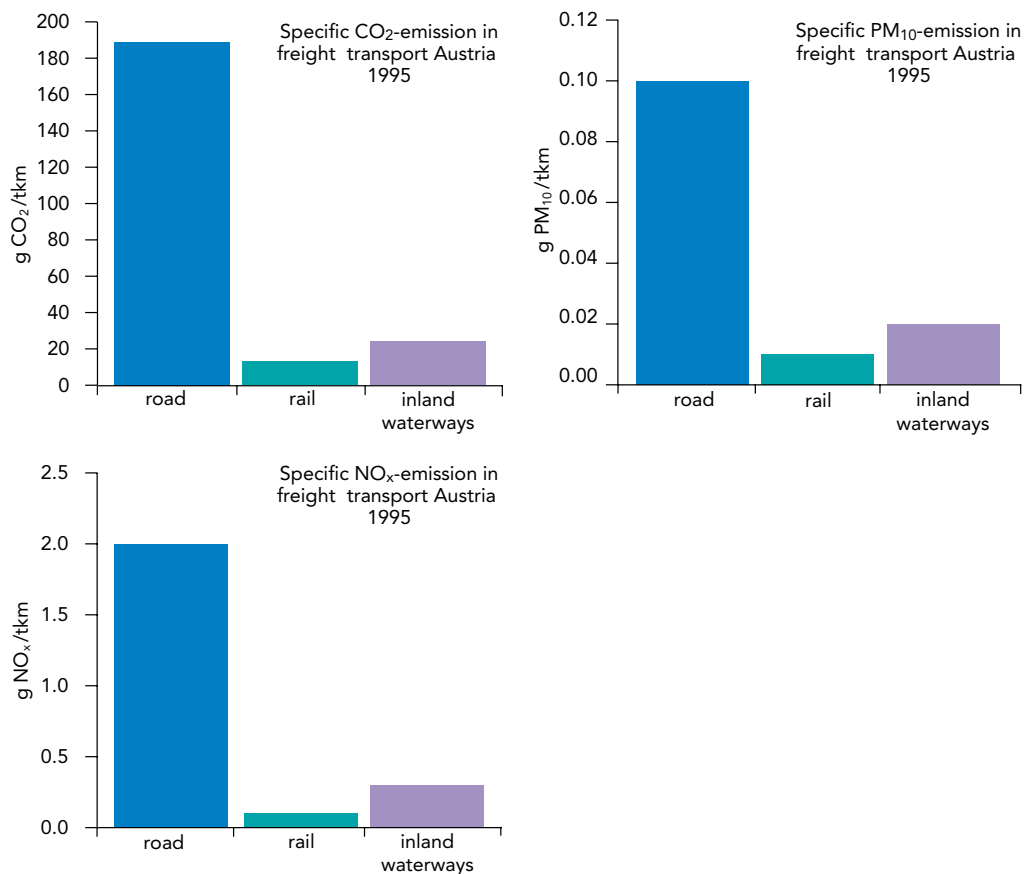 Specific CO₂-emission in
freight transport Austria
1995
g CO₂/tkm
200
180
160
140
120
100
80
60
40
20
0
road
rail
inland
waterways
Specific PM₁₀-emission in
freight transport Austria
1995
g PM₁₀/tkm
0.12
0.10
0.08
0.06
0.04
0.02
0.00
road
rail
inland
waterways
Specific NOₓ-emission in
freight transport Austria
1995
g NOₓ/tkm
2.5
2.0
1.5
1.0
0.5
0.0
road
rail
inland
waterways